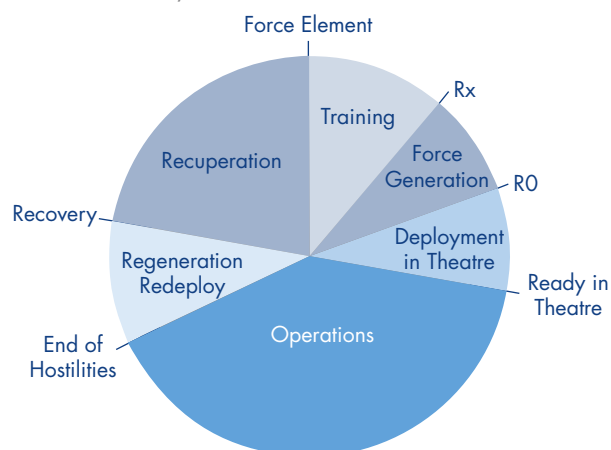 Force Element
Rx
Training
Force
Generation
Recuperation
R0
Recovery
Deployment
in Theatre
Regeneration
Redeploy
Ready in
Theatre
Operations
End of
Hostilities